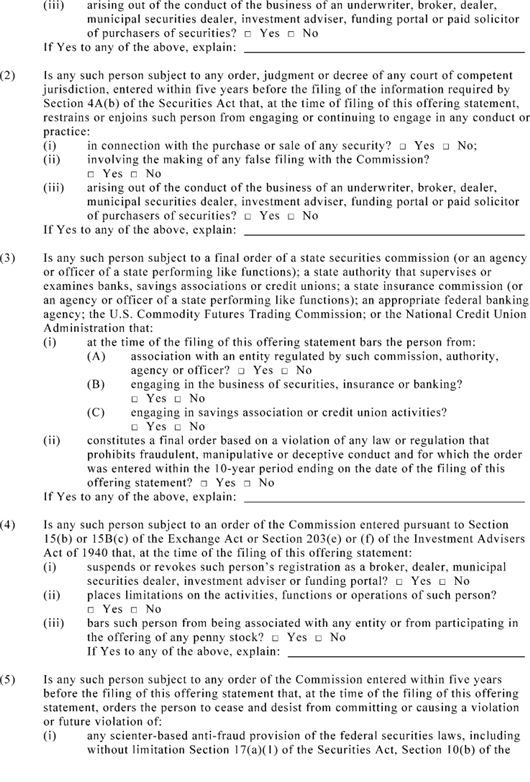 (iii) arising out of the conduct of the business of an underwriter, broker, dealer,
municipal securities dealer, investment adviser, funding portal or paid solicitor
of purchasers of securities? □ Yes □ No
If Yes to any of the above, explain: ____________________
(2) Is any such person subject to any order, judgment or decree of any court of competent
jurisdiction, entered within five years before the filing of the information required by
Section 4A(b) of the Securities Act that, at the time of filing of this offering statement,
restrains or enjoins such person from engaging or continuing to engage in any conduct or
practice:
(i) in connection with the purchase or sale of any security? □ Yes □ No;
(ii) involving the making of any false filing with the Commission?
□ Yes □ No
(iii) arising out of the conduct of the business of an underwriter, broker, dealer,
municipal securities dealer, investment adviser, funding portal or paid solicitor
of purchasers of securities? □ Yes □ No
If Yes to any of the above, explain: ____________________
(3) Is any such person subject to a final order of a state securities commission (or an agency
or officer of a state performing like functions); a state authority that supervises or
examines banks, savings associations or credit unions; a state insurance commission (or
an agency or officer of a state performing like functions); an appropriate federal banking
agency; the U.S. Commodity Futures Trading Commission; or the National Credit Union
Administration that:
(i) at the time of the filing of this offering statement bars the person from:
(A) association with an entity regulated by such commission, authority,
agency or officer? □ Yes □ No
(B) engaging in the business of securities, insurance or banking?
□ Yes □ No
(C) engaging in savings association or credit union activities?
□ Yes □ No
(ii) constitutes a final order based on a violation of any law or regulation that
prohibits fraudulent, manipulative or deceptive conduct and for which the order
was entered within the 10-year period ending on the date of the filing of this
offering statement? □ Yes □ No
If Yes to any of the above, explain: ____________________
(4) Is any such person subject to an order of the Commission entered pursuant to Section
15(b) or 15B(c) of the Exchange Act or Section 203(e) or (f) of the Investment Advisers
Act of 1940 that, at the time of the filing of this offering statement:
(i) suspends or revokes such person's registration as a broker, dealer, municipal
securities dealer, investment adviser or funding portal? □ Yes □ No
(ii) places limitations on the activities, functions or operations of such person?
□ Yes □ No
(iii) bars such person from being associated with any entity or from participating in
the offering of any penny stock? □ Yes □ No
If Yes to any of the above, explain: ____________________
(5) Is any such person subject to any order of the Commission entered within five years
before the filing of this offering statement that, at the time of the filing of this offering
statement, orders the person to cease and desist from committing or causing a violation
or future violation of:
(i) any scienter-based anti-fraud provision of the federal securities laws, including
without limitation Section 17(a)(1) of the Securities Act, Section 10(b) of the